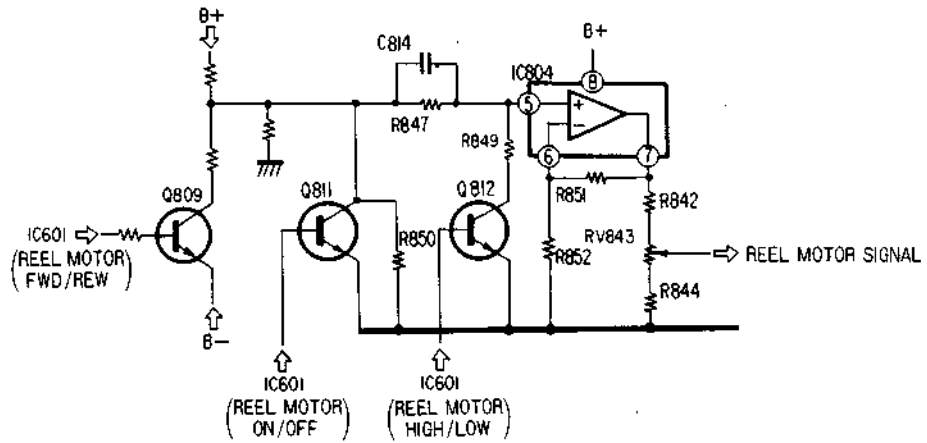 B+
C814
B+
IC804
8
5
+
R847
-
R849
6
7
Q809
Q811
Q812
R851
R842
IC601
(REEL MOTOR
FWD/REW)
R850
R852
RV843
REEL MOTOR SIGNAL
R844
B-
IC601
(REEL MOTOR
ON/OFF)
IC601
(REEL MOTOR
HIGH/LOW)